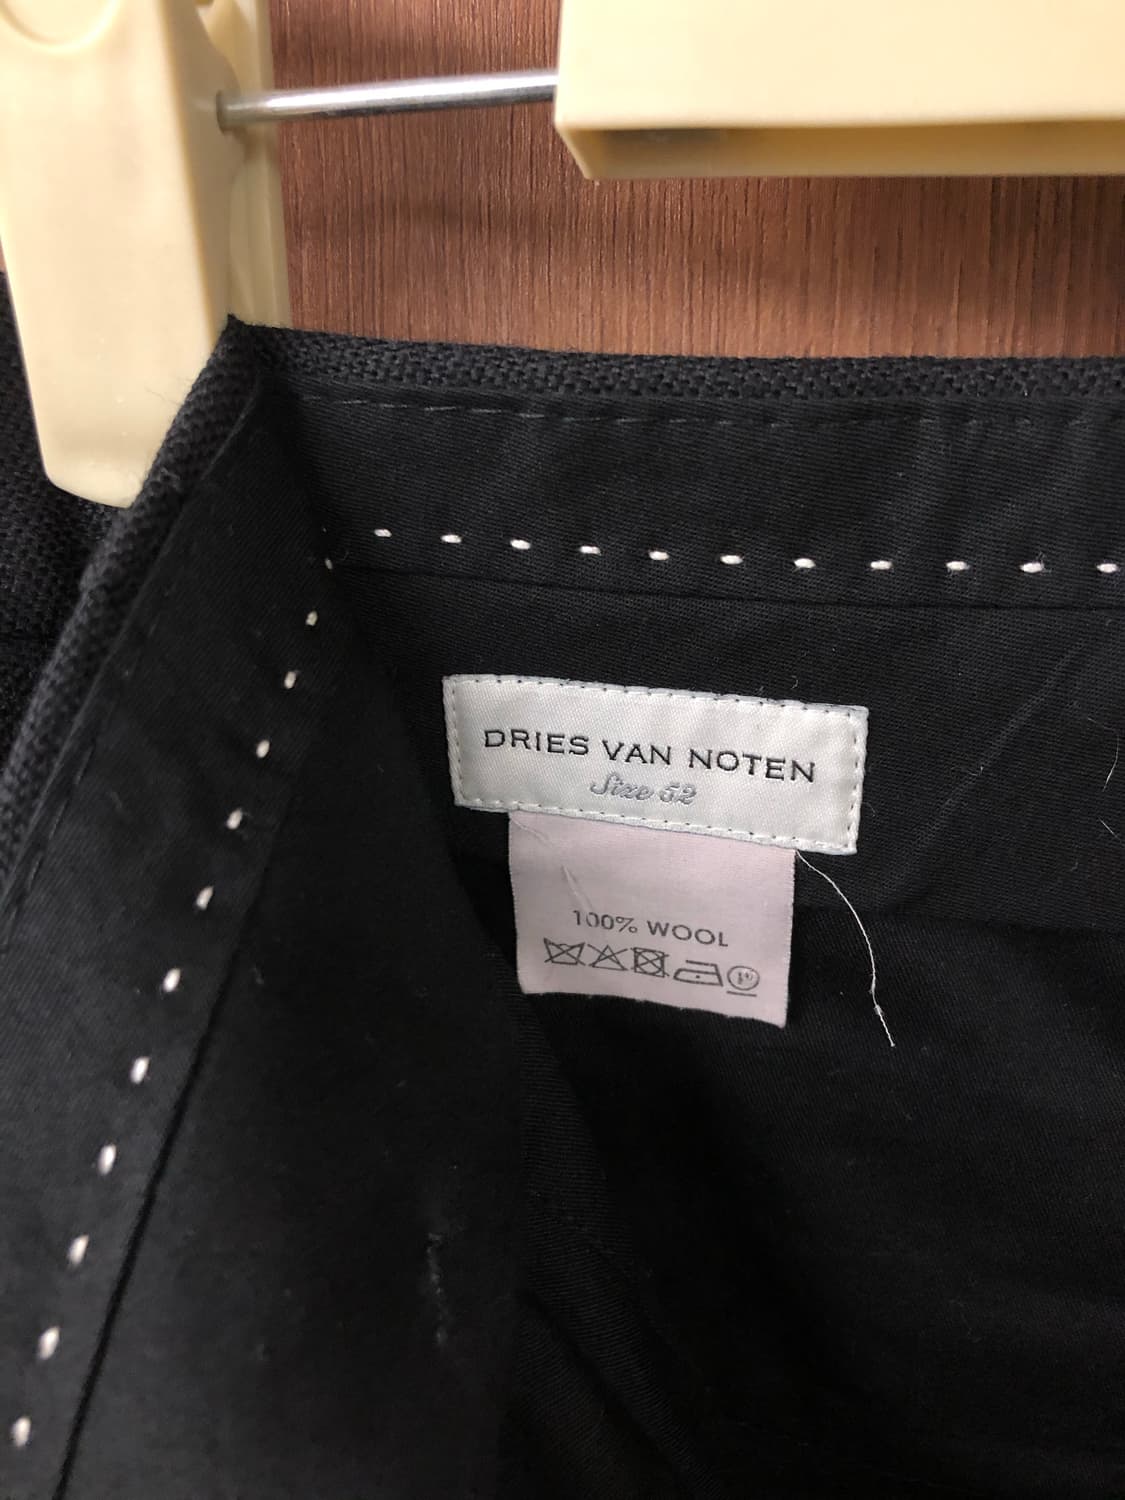 DRIES VAN NOTEN
Size 52
100% WOOL